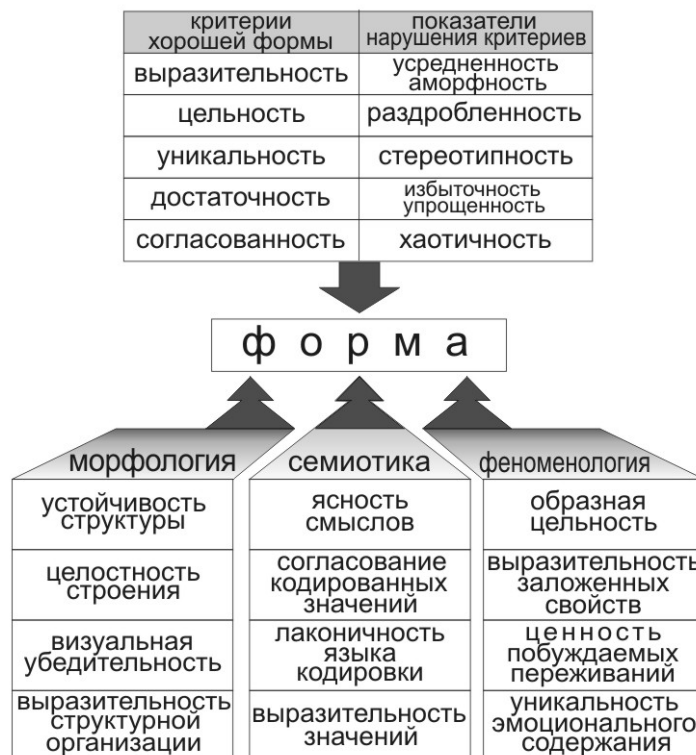 критерии
хорошей формы
показатели
нарушения критериев
выразительность
усредненность
аморфность
цельность
раздробленность
уникальность
стереотипность
достаточность
избыточность
упрощенность
согласованность
хаотичность
форма
морфология
семиотика
феноменология
устойчивость
структуры
ясность
смыслов
образная
цельность
целостность
строения
согласование
кодированных
значений
выразительность
заложенных
свойств
визуальная
убедительность
лаконичность
языка
кодировки
ценность
побуждаемых
переживаний
выразительность
структурной
организации
выразительность
значений
уникальность
эмоционального
содержания